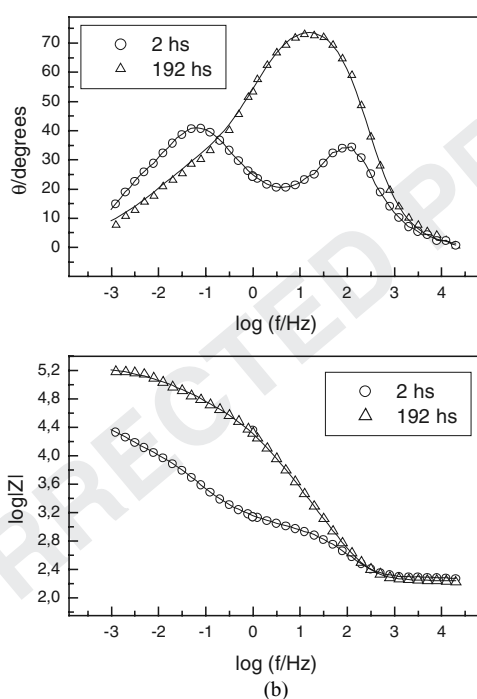 2 hs
192 hs
θ/degrees
70
60
50
40
30
20
10
0
-3 -2 -1 0 1 2 3 4
log (f/Hz)
RRECTED P
2 hs
192 hs
log|Z|
5,2
4,4
3,6
2,8
2,0
4,8
4,0
3,2
2,4
-3 -2 -1 0 1 2 3 4
log (f/Hz)
(b)